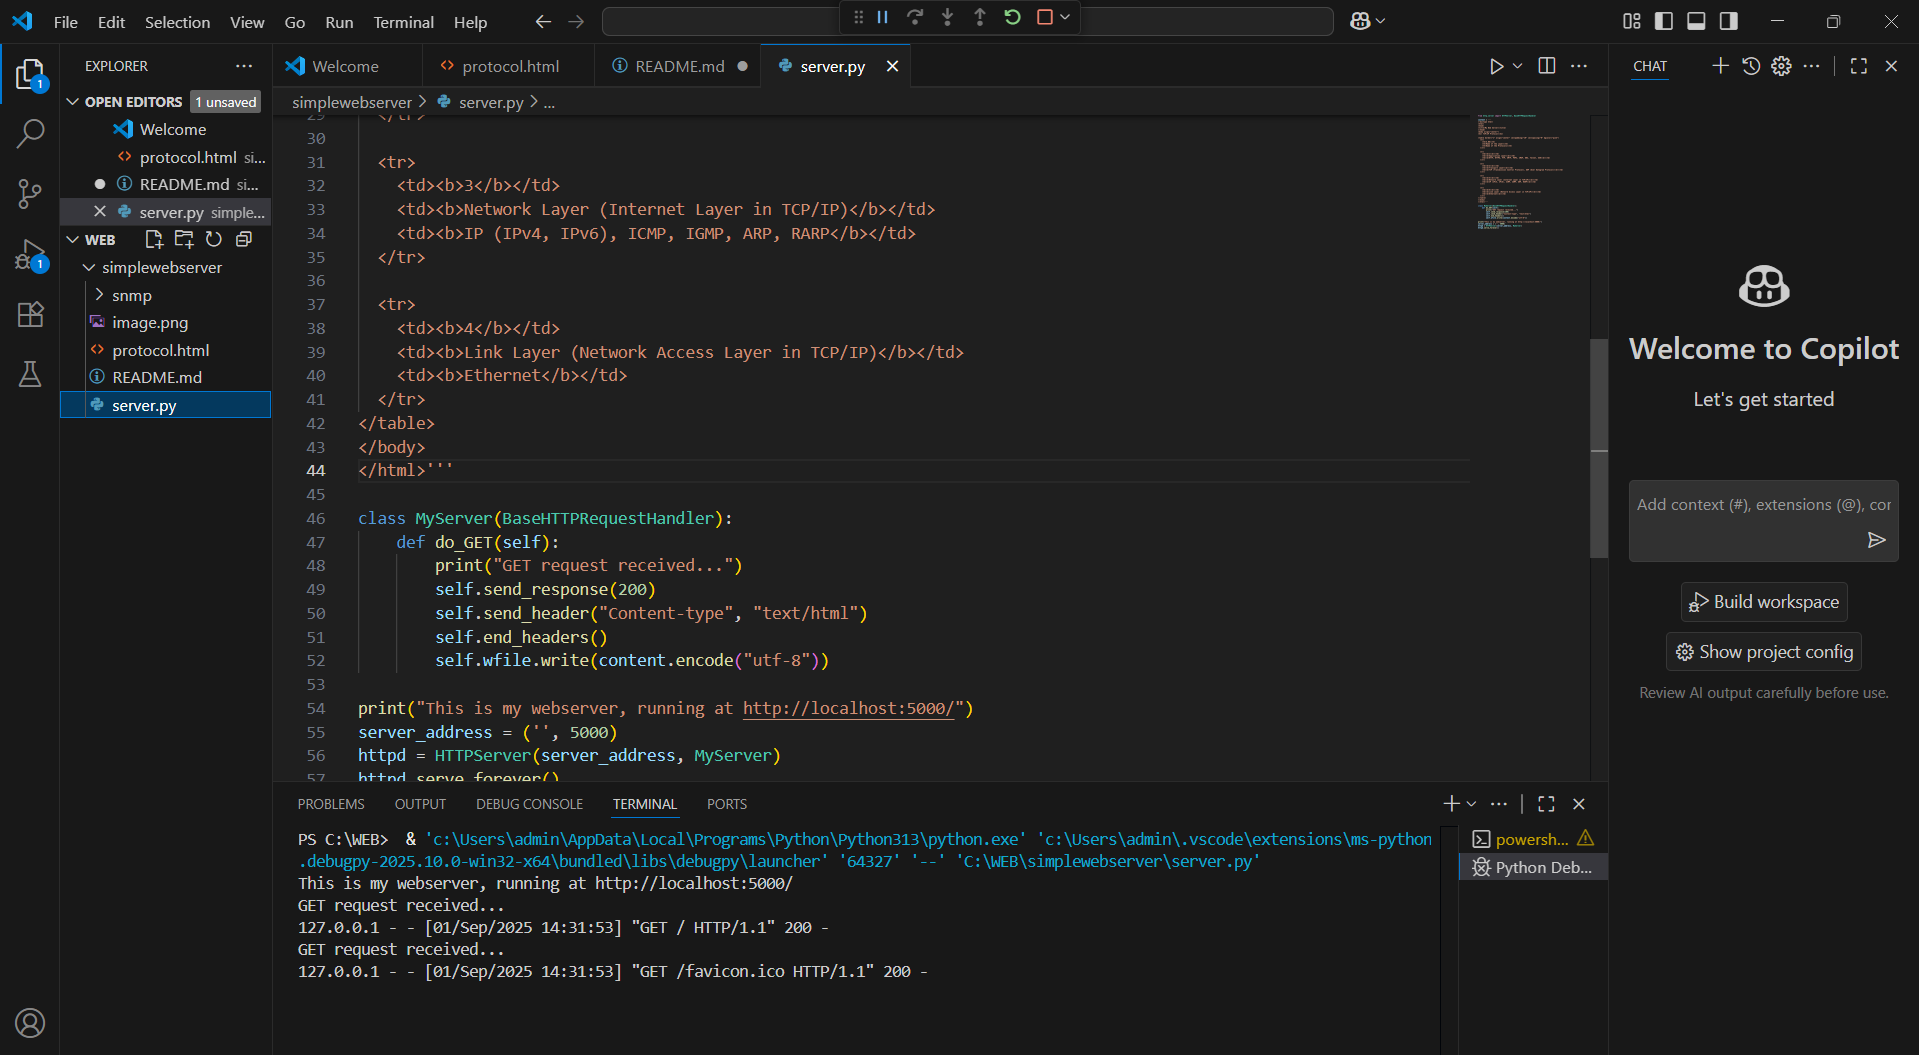 File Edit Selection View Go Run Terminal Help
EXPLORER
OPEN EDITORS 1 unsaved
Welcome
protocol.html si...
README.md si...
server.py simple...
WEB
simplewebserver
snmp
image.png
protocol.html
README.md
server.py
1
1
Welcome protocol.html README.md server.py
simplewebserver > server.py > ...
29 </tr>
30
31 <tr>
32 <td><b>3</b></td>
33 <td><b>Network Layer (Internet Layer in TCP/IP)</b></td>
34 <td><b>IP (IPv4, IPv6), ICMP, IGMP, ARP, RARP</b></td>
35 </tr>
36
37 <tr>
38 <td><b>4</b></td>
39 <td><b>Link Layer (Network Access Layer in TCP/IP)</b></td>
40 <td><b>Ethernet</b></td>
41 </tr>
42 </table>
43 </body>
44 </html>'''
45
46 class MyServer(BaseHTTPRequestHandler):
47 def do_GET(self):
48 print("GET request received...")
49 self.send_response(200)
50 self.send_header("Content-type", "text/html")
51 self.end_headers()
52 self.wfile.write(content.encode("utf-8"))
53
54 print("This is my webserver, running at http://localhost:5000/")
55 server_address = ('', 5000)
56 httpd = HTTPServer(server_address, MyServer)
57 httpd.serve_forever()
PROBLEMS OUTPUT DEBUG CONSOLE TERMINAL PORTS
PS C:\WEB> & 'c:\Users\admin\AppData\Local\Programs\Python\Python313\python.exe' 'c:\Users\admin\.vscode\extensions\ms-python
.debugpy-2025.10.0-win32-x64\bundled\libs\debugpy\launcher' '64327' '--' 'C:\WEB\simplewebserver\server.py'
This is my webserver, running at http://localhost:5000/
GET request received...
127.0.0.1 - - [01/Sep/2025 14:31:53] "GET / HTTP/1.1" 200 -
GET request received...
127.0.0.1 - - [01/Sep/2025 14:31:53] "GET /favicon.ico HTTP/1.1" 200 -
powersh...
Python Deb...
CHAT
Welcome to Copilot
Let's get started
Add context (#), extensions (@), cor
Build workspace
Show project config
Review AI output carefully before use.